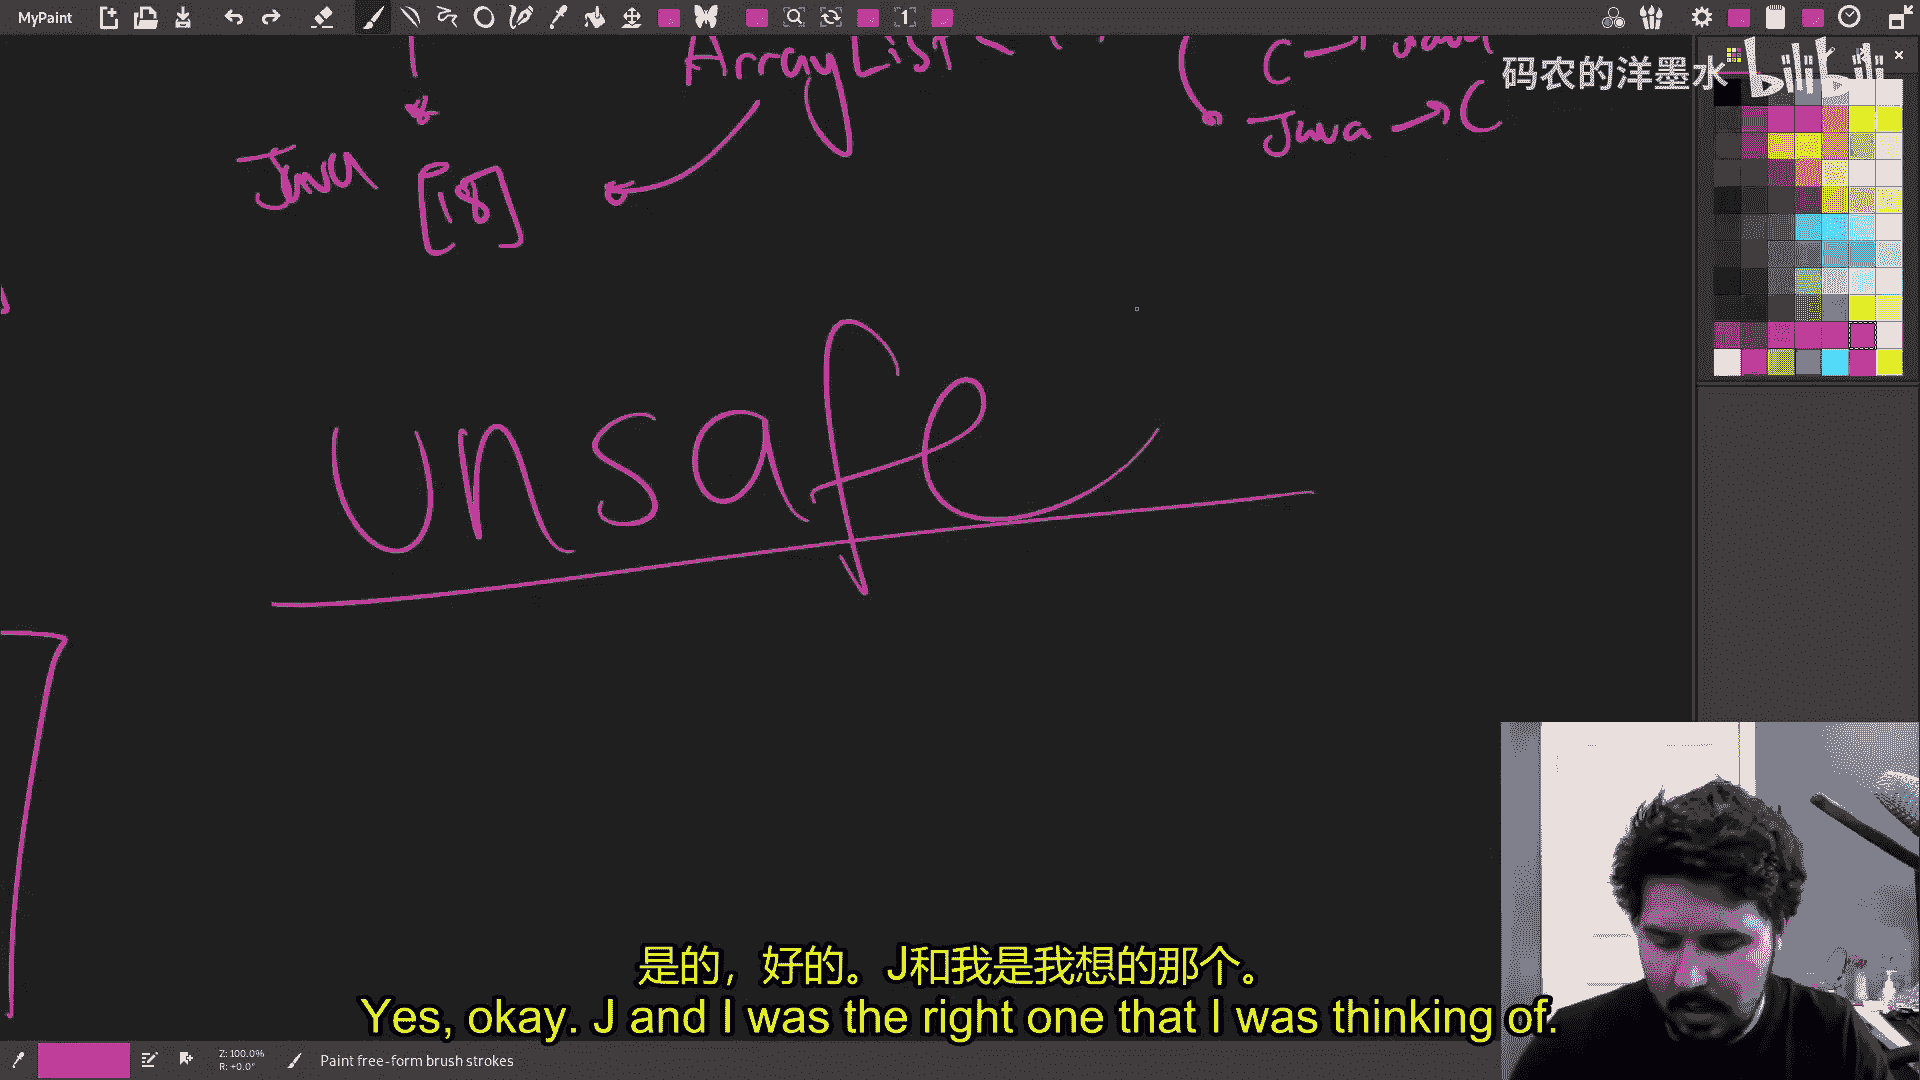 MyPaint
ArrayList
C → Java
码农的洋墨水 bilibili
Java → C
Java [18]
unsafe
是的，好的。J和我是我想的那个。
Yes, okay. J and I was the right one that I was thinking of.
Z: 100.0%
R: +0.0°
Paint free-form brush strokes